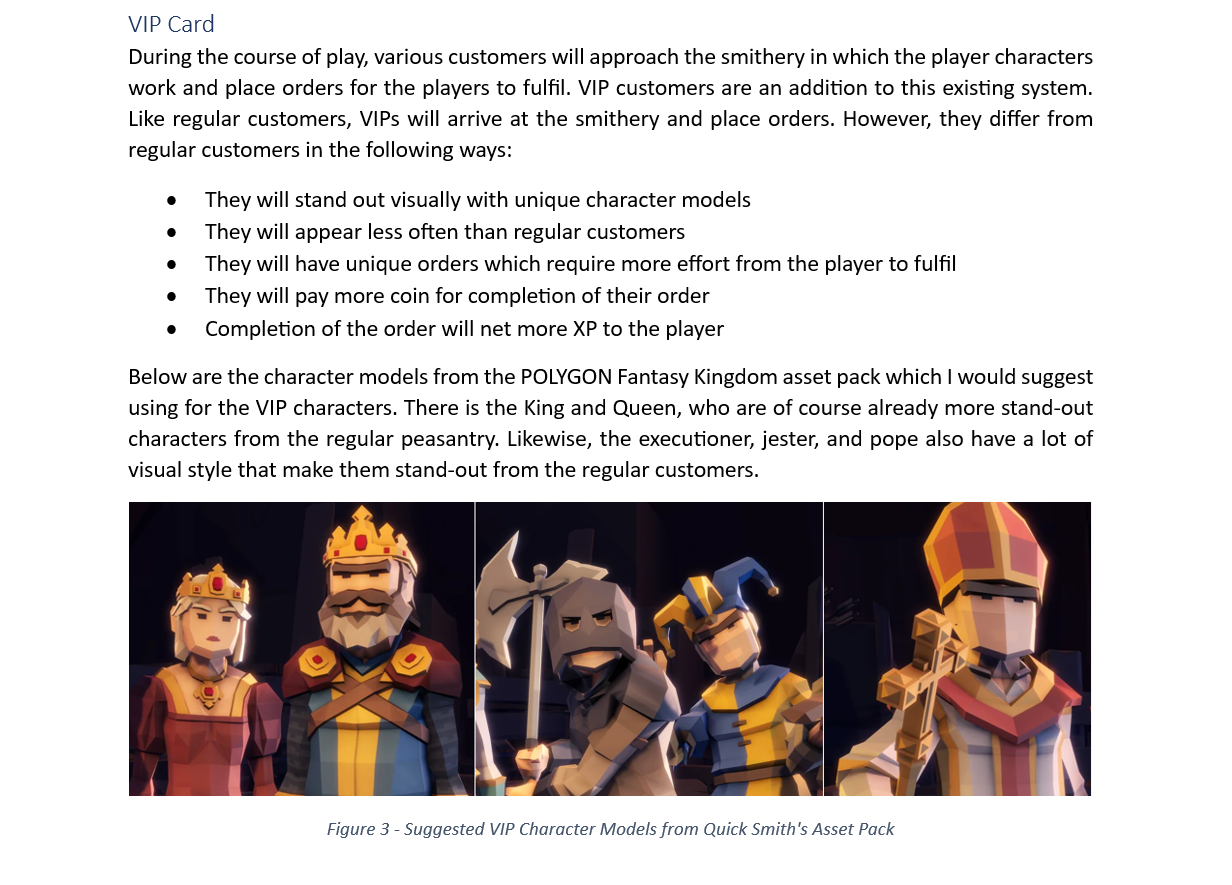 VIP Card
During the course of play, various customers will approach the smithery in which the player characters
work and place orders for the players to fulfil. VIP customers are an addition to this existing system.
Like regular customers, VIPs will arrive at the smithery and place orders. However, they differ from
regular customers in the following ways:
• They will stand out visually with unique character models
• They will appear less often than regular customers
• They will have unique orders which require more effort from the player to fulfil
• They will pay more coin for completion of their order
• Completion of the order will net more XP to the player
Below are the character models from the POLYGON Fantasy Kingdom asset pack which I would suggest
using for the VIP characters. There is the King and Queen, who are of course already more stand-out
characters from the regular peasantry. Likewise, the executioner, jester, and pope also have a lot of
visual style that make them stand-out from the regular customers.
Figure 3 - Suggested VIP Character Models from Quick Smith's Asset Pack